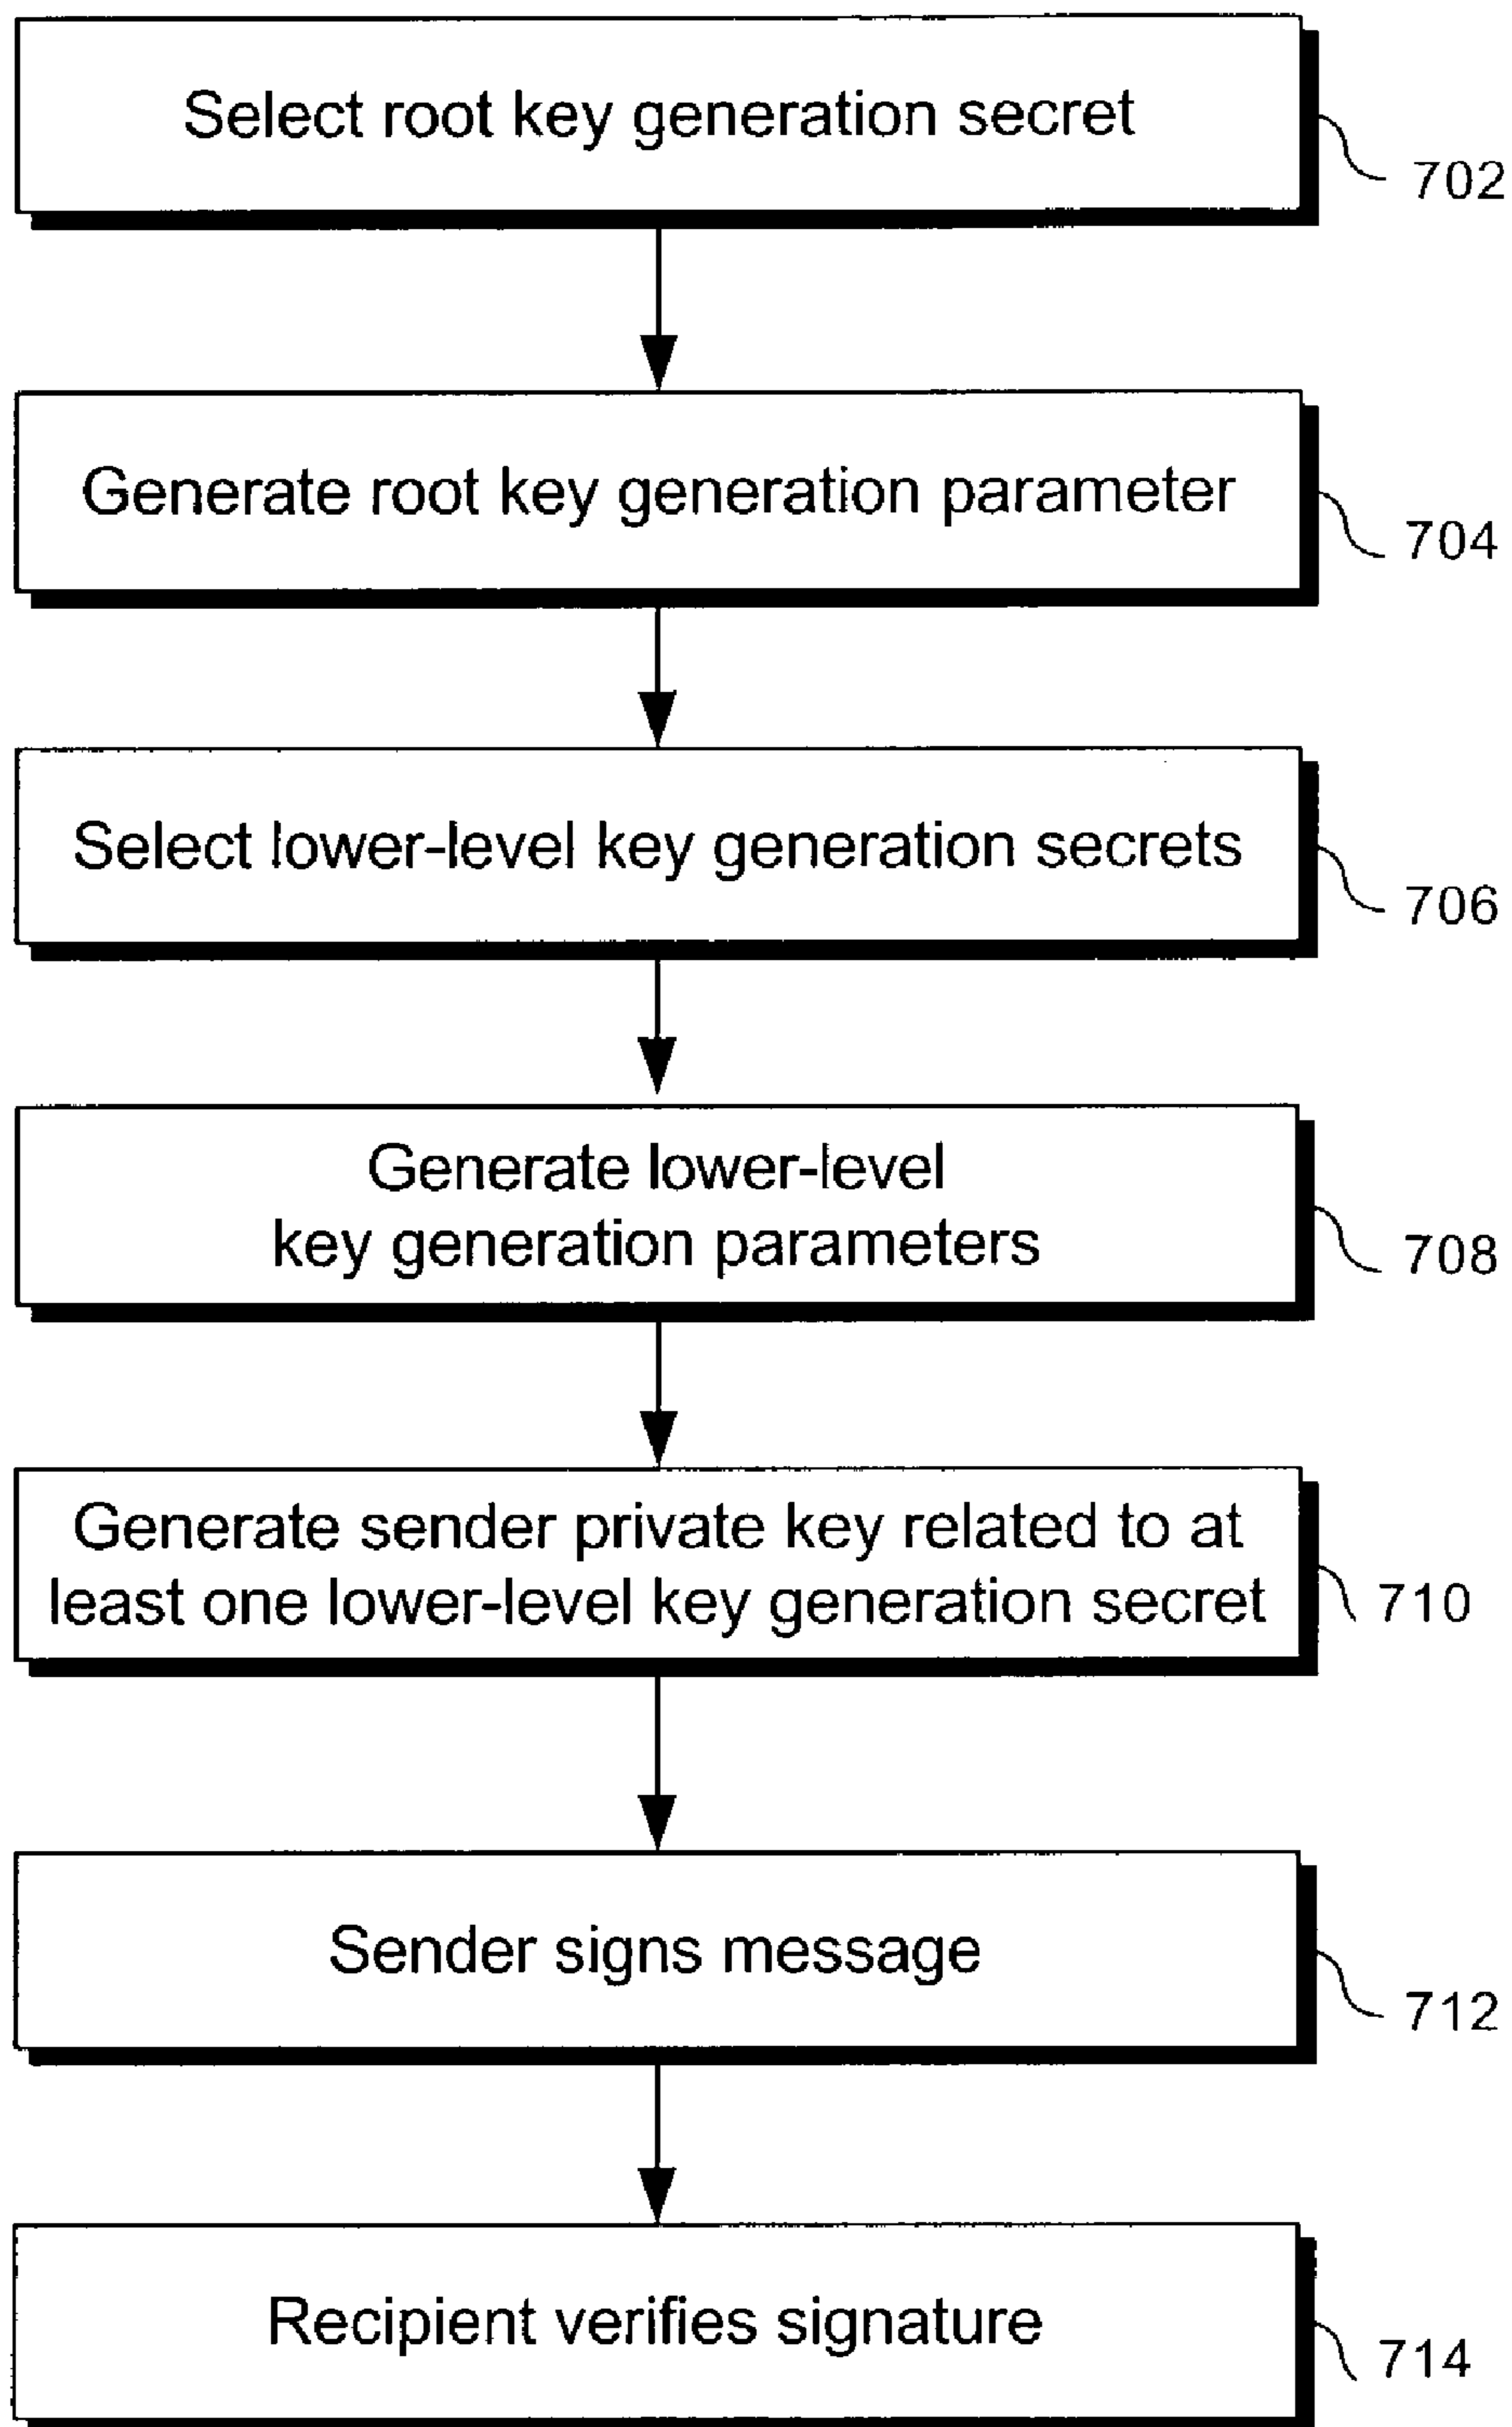 Select root key generation secret
702
Generate root key generation parameter
704
Select lower-level key generation secrets
706
Generate lower-level
key generation parameters
708
Generate sender private key related to at
least one lower-level key generation secret
710
Sender signs message
712
Recipient verifies signature
714